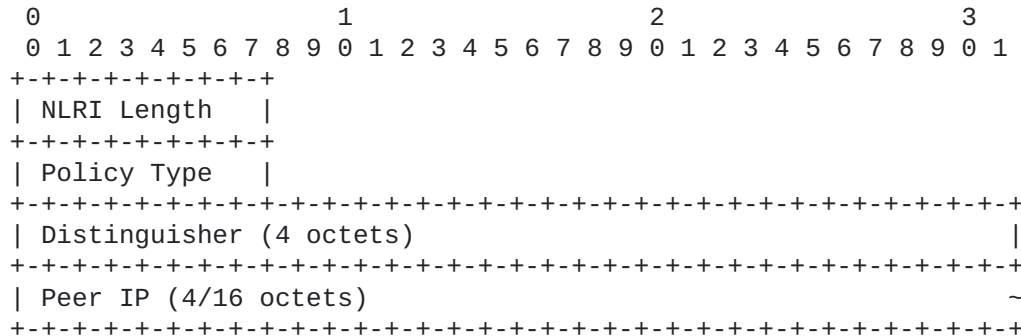 0                   1                   2                   3
 0 1 2 3 4 5 6 7 8 9 0 1 2 3 4 5 6 7 8 9 0 1 2 3 4 5 6 7 8 9 0 1
+-+-+-+-+-+-+-+-+
| NLRI Length   |
+-+-+-+-+-+-+-+-+
| Policy Type   |
+-+-+-+-+-+-+-+-+-+-+-+-+-+-+-+-+-+-+-+-+-+-+-+-+-+-+-+-+-+-+-+-+
| Distinguisher (4 octets)                                      |
+-+-+-+-+-+-+-+-+-+-+-+-+-+-+-+-+-+-+-+-+-+-+-+-+-+-+-+-+-+-+-+-+
| Peer IP (4/16 octets)                                         ~
+-+-+-+-+-+-+-+-+-+-+-+-+-+-+-+-+-+-+-+-+-+-+-+-+-+-+-+-+-+-+-+-+